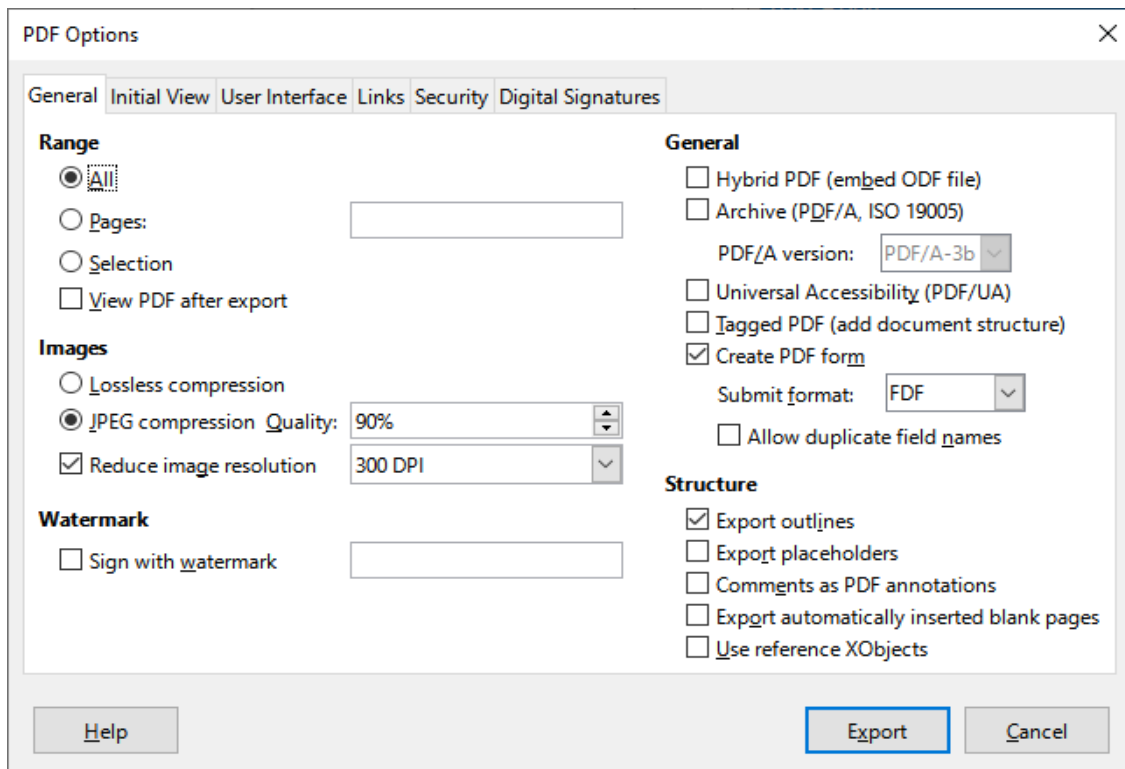 PDF Options
General Initial View User Interface Links Security Digital Signatures
Range
All
Pages:
Selection
View PDF after export
Images
Lossless compression
JPEG compression Quality: 90%
Reduce image resolution 300 DPI
Watermark
Sign with watermark
General
Hybrid PDF (embed ODF file)
Archive (PDF/A, ISO 19005)
PDF/A version: PDF/A-3b
Universal Accessibility (PDF/UA)
Tagged PDF (add document structure)
Create PDF form
Submit format: FDF
Allow duplicate field names
Structure
Export outlines
Export placeholders
Comments as PDF annotations
Export automatically inserted blank pages
Use reference XObjects
Help Export Cancel